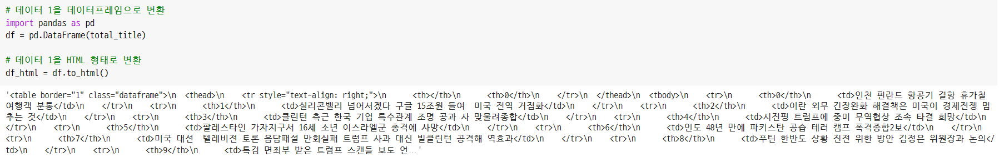 # 데이터 1을 데이터프레임으로 변환
import pandas as pd
df = pd.DataFrame(total_title)
# 데이터 1을 HTML 형태로 변환
df_html = df.to_html()
'<table border="1" class="dataframe">\n  <thead>\n    <tr style="text-align: right;">\n      <th></th>\n      <th>0</th>\n    </tr>\n  </thead>\n  <tbody>\n    <tr>\n      <th>0</th>\n      <td>인천 핀란드 항공기 결항 휴가철
여행객 분통</td>\n    </tr>\n    <tr>\n      <th>1</th>\n      <td>실리콘밸리 넘어서겠다 구글 15조원 들여  미국 전역 거점화</td>\n    </tr>\n    <tr>\n      <th>2</th>\n      <td>이란 외무 긴장완화 해결책은 미국이 경제전쟁 멈
추는 것</td>\n    </tr>\n    <tr>\n      <th>3</th>\n      <td>클린턴 측근 한국 기업 특수관계 조명 공과 사 맞물려종합</td>\n    </tr>\n    <tr>\n      <th>4</th>\n      <td>시진핑 트럼프에 중미 무역협상 조속 타결 희망</td>\n
</tr>\n    <tr>\n      <th>5</th>\n      <td>팔레스타인 가자지구서 16세 소년 이스라엘군 총격에 사망</td>\n    </tr>\n    <tr>\n      <th>6</th>\n      <td>인도 48년 만에 파키스탄 공습 테러 캠프 폭격종합2보</td>\n    </tr>\n
<tr>\n      <th>7</th>\n      <td>미국 대선  텔레비전 토론 음담패설 만회실패 트럼프 사과 대신 빌클린턴 공격해 역효과</td>\n    </tr>\n    <tr>\n      <th>8</th>\n      <td>푸틴 한반도 상황 진전 위한 방안 김정은 위원장과 논의</
td>\n    </tr>\n    <tr>\n      <th>9</th>\n      <td>특검 면죄부 받은 트럼프 스캔들 보도 언…'